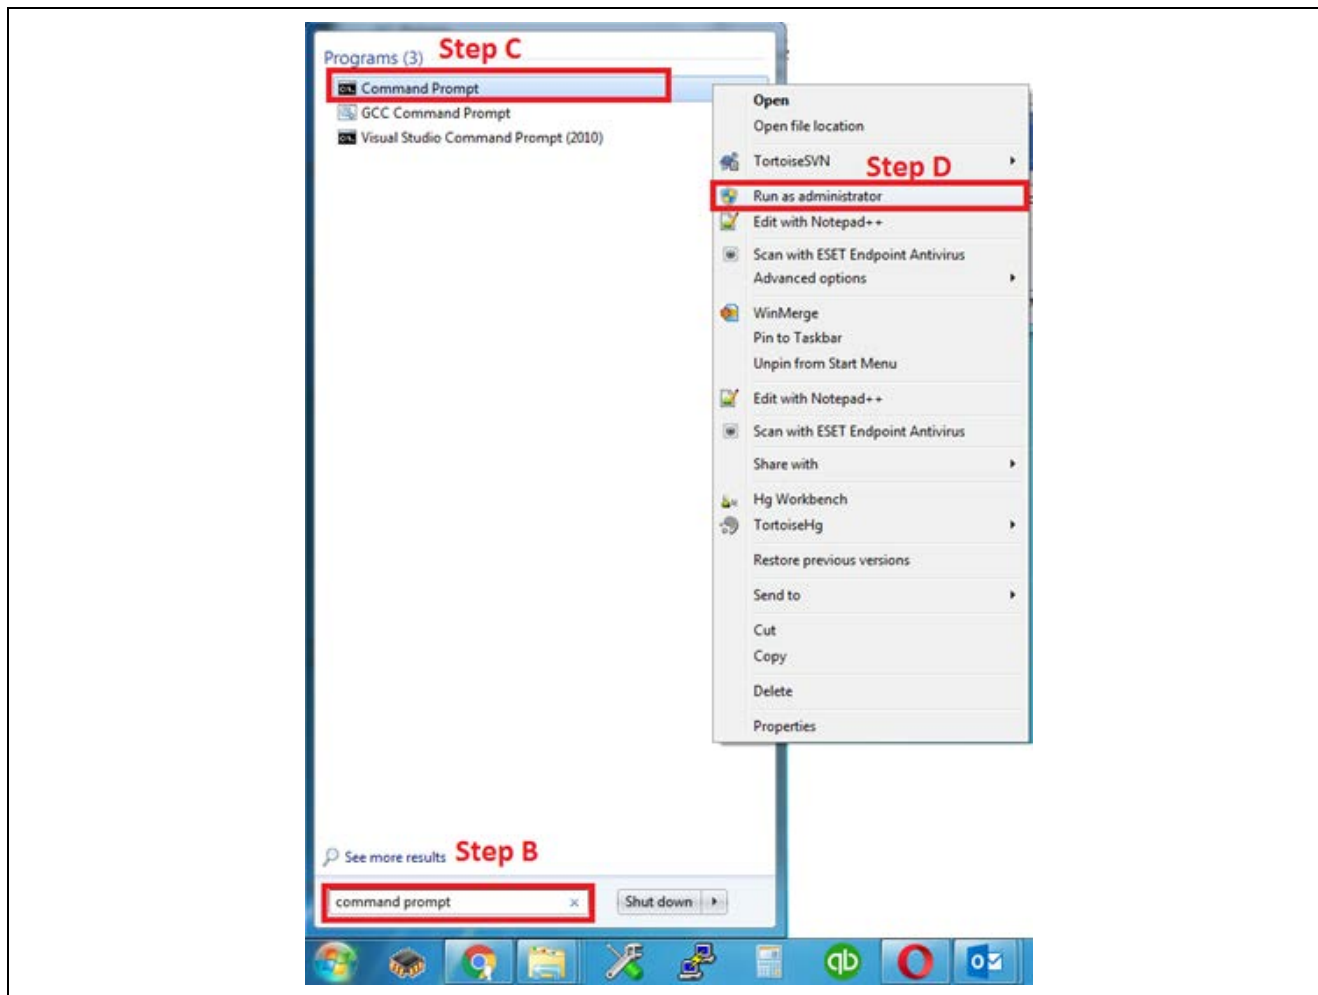 Programs (3) Step C
Command Prompt
GCC Command Prompt
Visual Studio Command Prompt (2010)
Open
Open file location
TortoiseSVN
Step D
Run as administrator
Edit with Notepad++
Scan with ESET Endpoint Antivirus
Advanced options
WinMerge
Pin to Taskbar
Unpin from Start Menu
Edit with Notepad++
Scan with ESET Endpoint Antivirus
Share with
Hg Workbench
TortoiseHg
Restore previous versions
Send to
Cut
Copy
Delete
Properties
See more results Step B
command prompt
Shut down
qb